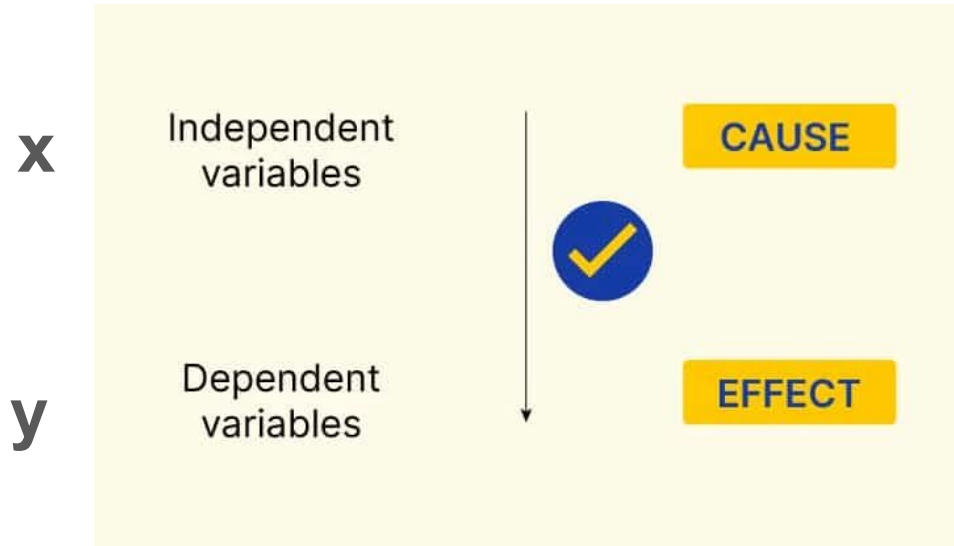 x
Independent
variables
CAUSE
y
Dependent
variables
EFFECT